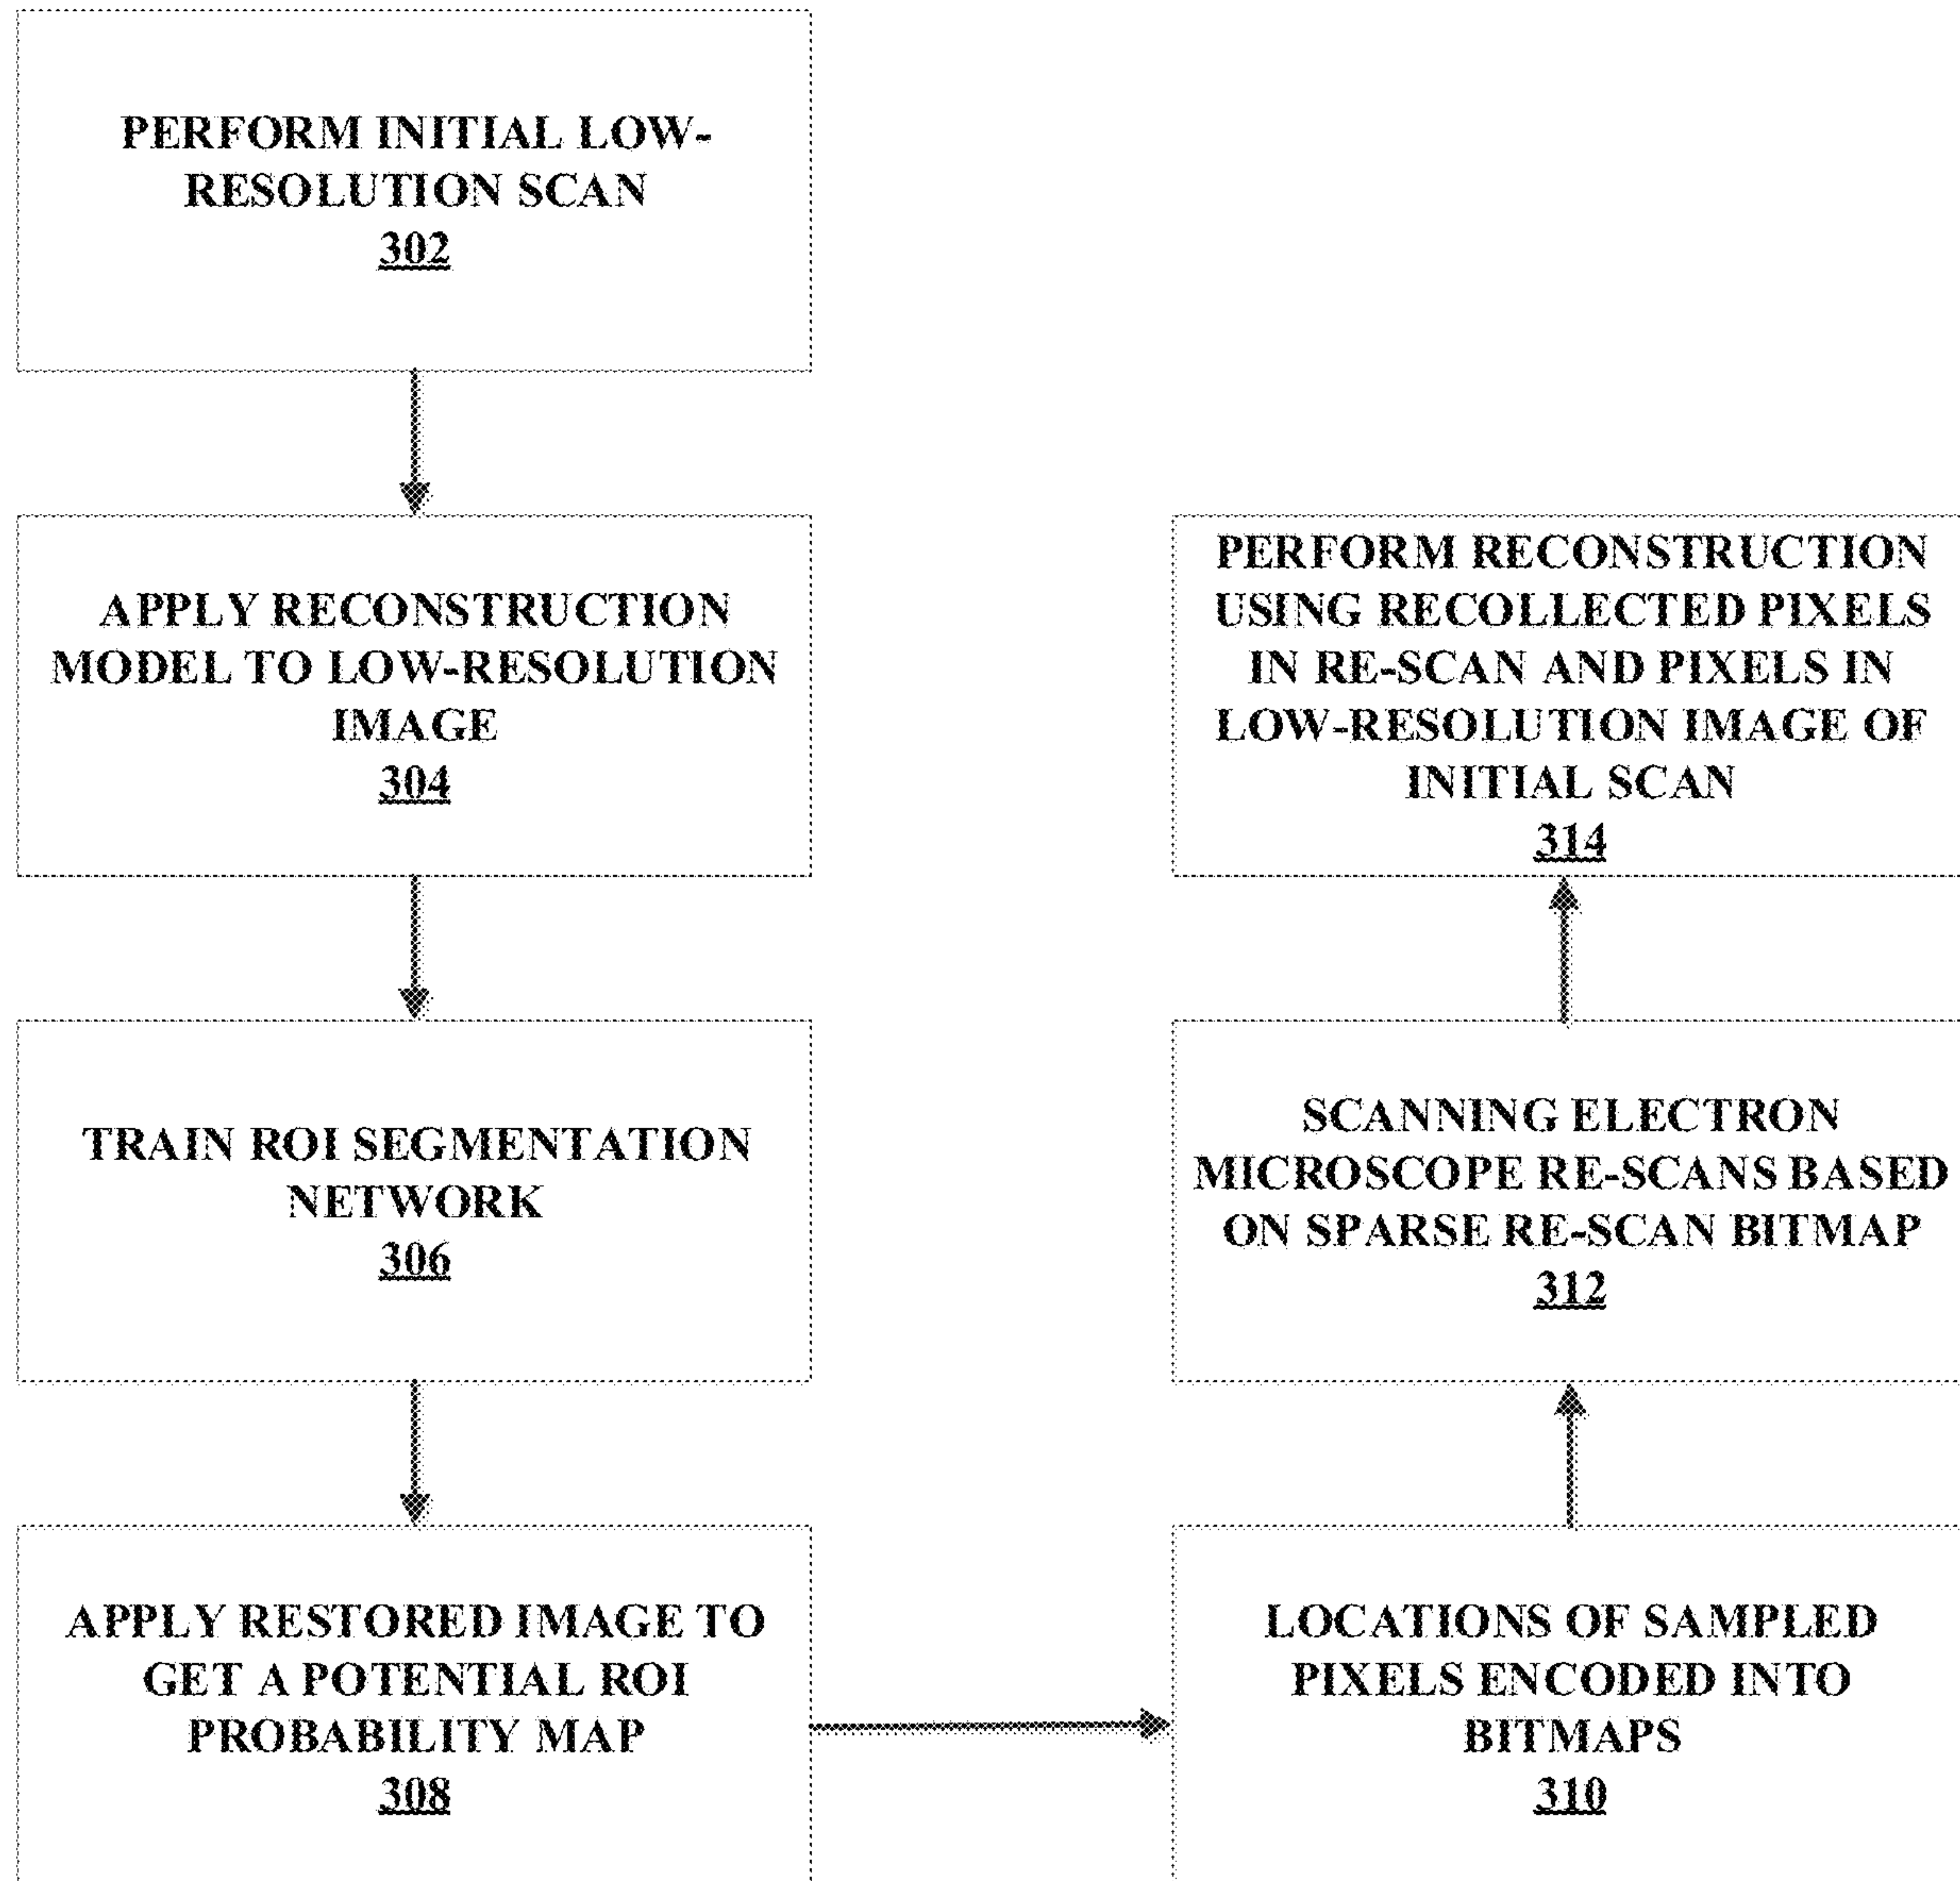 PERFORM INITIAL LOW-
RESOLUTION SCAN
302
APPLY RECONSTRUCTION
MODEL TO LOW-RESOLUTION
IMAGE
304
TRAIN ROI SEGMENTATION
NETWORK
306
APPLY RESTORED IMAGE TO
GET A POTENTIAL ROI
PROBABILITY MAP
308
LOCATIONS OF SAMPLED
PIXELS ENCODED INTO
BITMAPS
310
SCANNING ELECTRON
MICROSCOPE RE-SCANS BASED
ON SPARSE RE-SCAN BITMAP
312
PERFORM RECONSTRUCTION
USING RECOLLECTED PIXELS
IN RE-SCAN AND PIXELS IN
LOW-RESOLUTION IMAGE OF
INITIAL SCAN
314